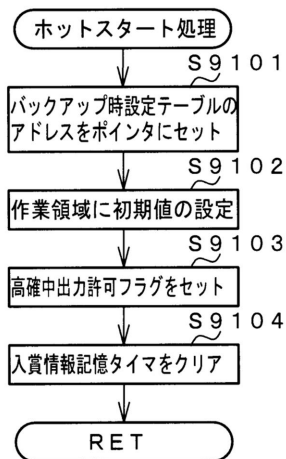 ホットスタート処理
S9101
バックアップ時設定テーブルの
アドレスをポインタにセット
S9102
作業領域に初期値の設定
S9103
高確中出力許可フラグをセット
S9104
入賞情報記憶タイマをクリア
RET